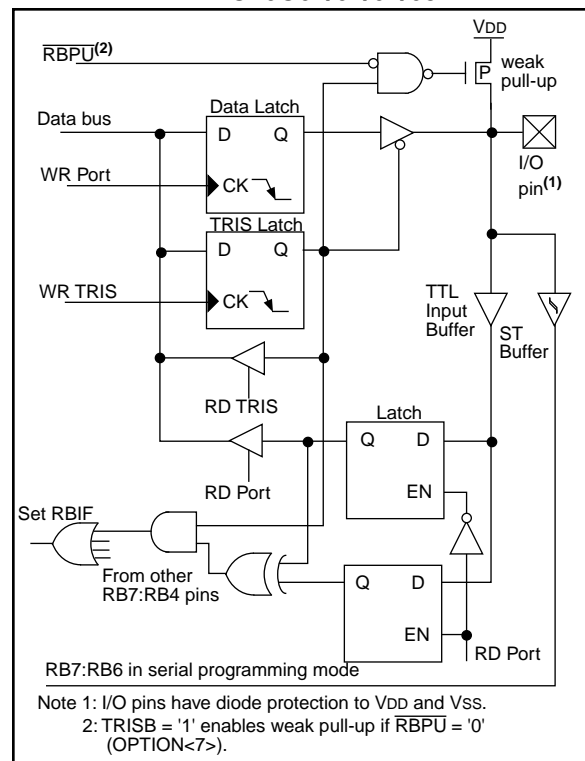 VDD
RBPU(2)
weak
pull-up
P
Data Latch
Data bus
D Q
I/O
pin(1)
WR Port
CK
TRIS Latch
D Q
WR TRIS
CK
TTL
Input
Buffer
ST
Buffer
RD TRIS
Latch
Q D
RD Port
EN
Set RBIF
From other
RB7:RB4 pins
Q D
EN
RD Port
RB7:RB6 in serial programming mode
Note 1: I/O pins have diode protection to VDD and VSS.
2: TRISB = '1' enables weak pull-up if RBPU = '0'
(OPTION<7>).